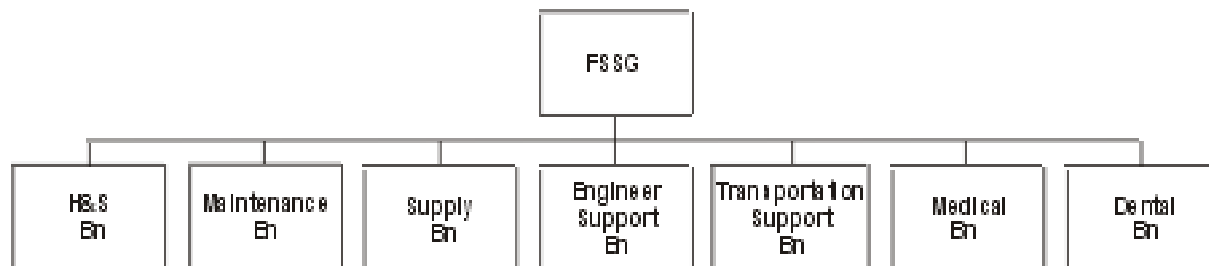 FSSG
H&S
Bn
Maintenance
Bn
Supply
Bn
Engineer
Support
Bn
Transportation
Support
Bn
Medical
Bn
Dental
Bn